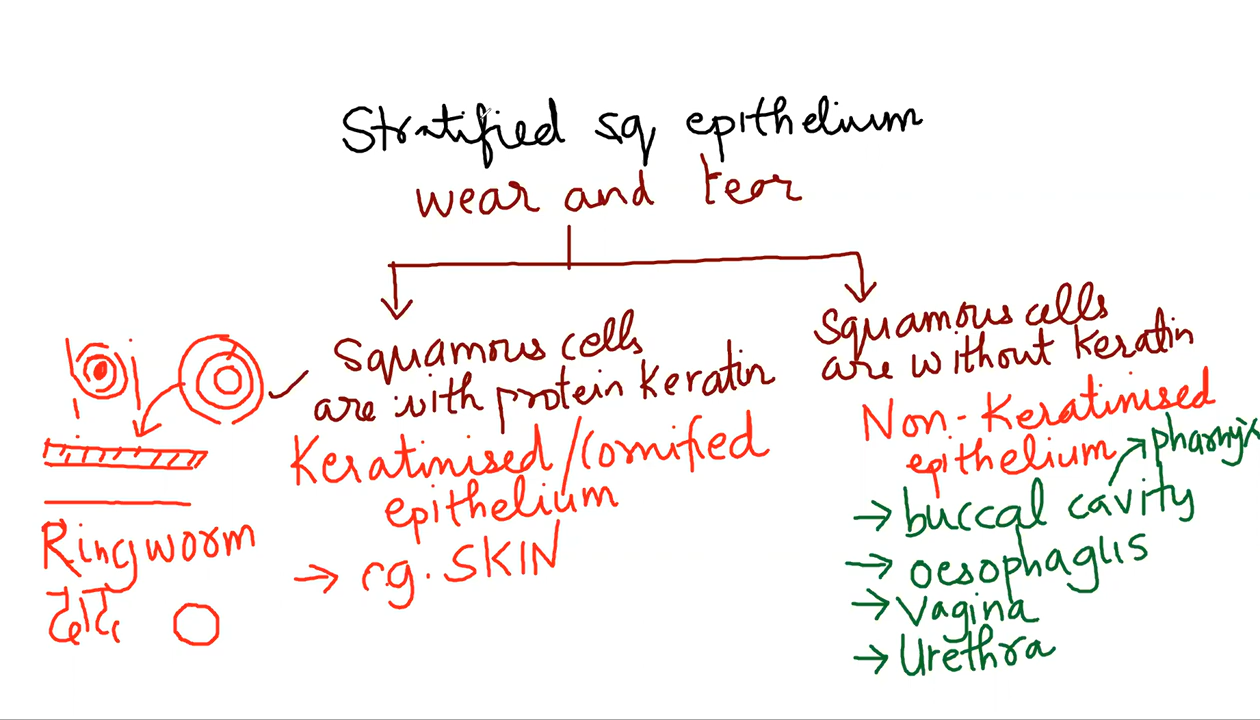 Stratified sq epithelium
wear and tear
Squamous cells
are with protein Keratin
Keratinised/Cornified
epithelium
→ eg. SKIN
Squamous cells
are without Keratin
Non-Keratinised
epithelium → pharnyx
→ buccal cavity
→ oesophagus
→ Vagina
→ Urethra
Ringworm